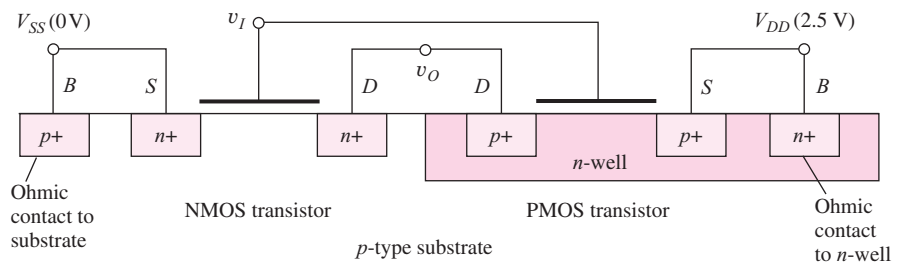 V_SS (0 V)
v_I
V_DD (2.5 V)
B
S
D
v_O
D
S
B
p+
n+
n+
p+
p+
n+
n-well
Ohmic
contact to
substrate
NMOS transistor
PMOS transistor
Ohmic
contact
to n-well
p-type substrate